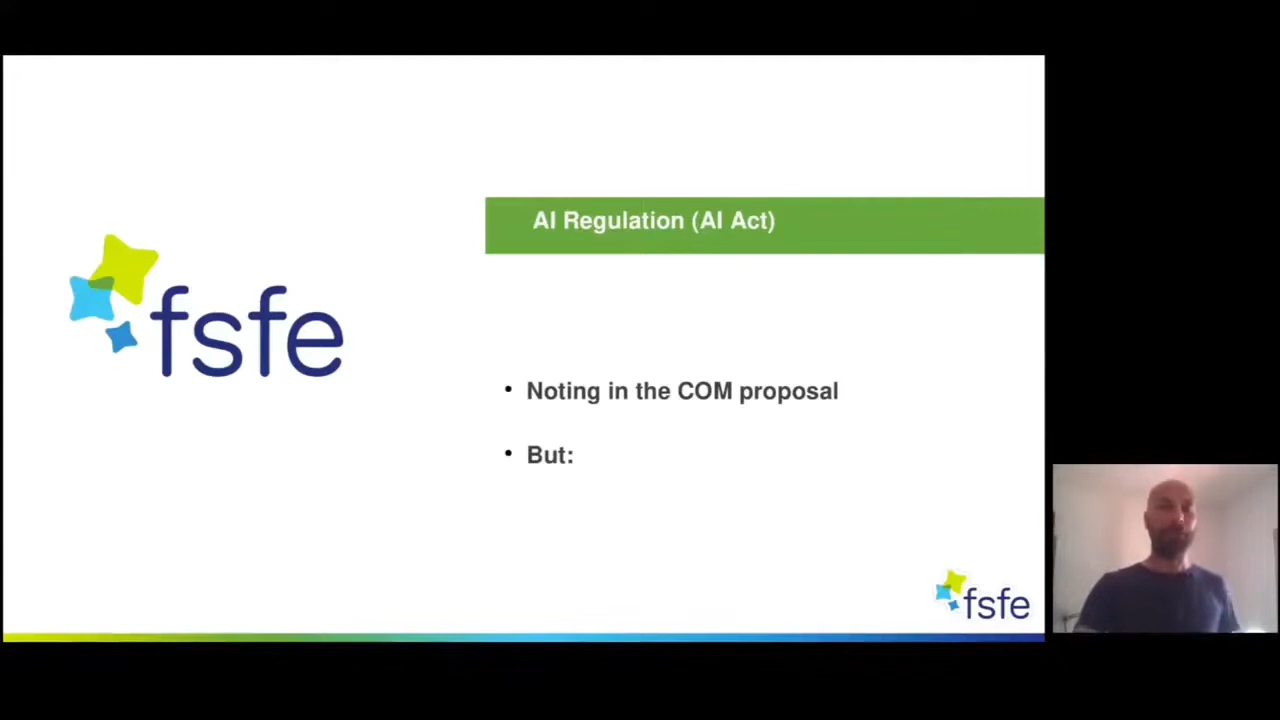 AI Regulation (AI Act)
fsfe
• Noting in the COM proposal
• But:
fsfe